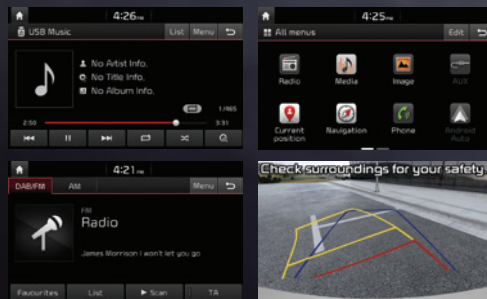 4:26 PM
USB Music
List
Menu
No Artist Info.
No Title Info.
No Album Info.
1/465
2:50
3:31
4:25 PM
All menus
Edit
Radio
Media
Image
AUX
Current position
Navigation
Phone
Android Auto
4:21 PM
DAB/FM
AM
Menu
FM
Radio
James Morrison I won't let you go
Favourites
List
Scan
TA
Check surroundings for your safety